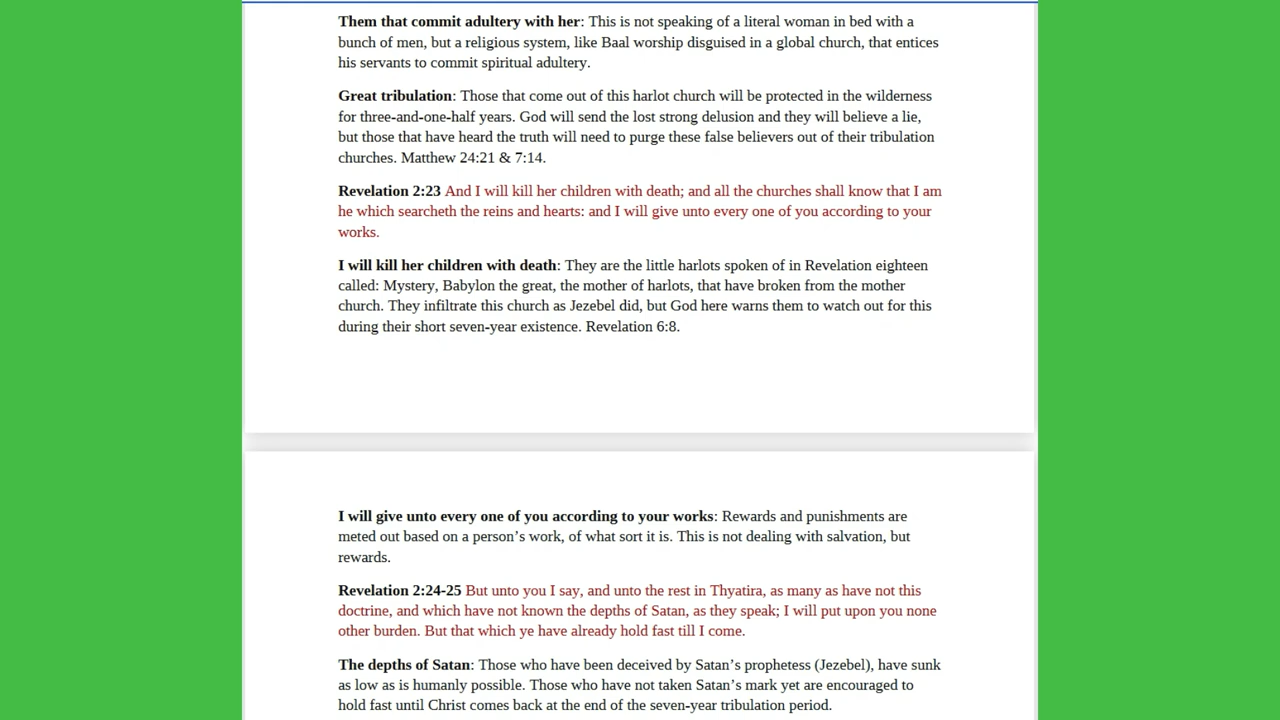 Them that commit adultery with her: This is not speaking of a literal woman in bed with a
bunch of men, but a religious system, like Baal worship disguised in a global church, that entices
his servants to commit spiritual adultery.
Great tribulation: Those that come out of this harlot church will be protected in the wilderness
for three-and-one-half years. God will send the lost strong delusion and they will believe a lie,
but those that have heard the truth will need to purge these false believers out of their tribulation
churches. Matthew 24:21 & 7:14.
Revelation 2:23 And I will kill her children with death; and all the churches shall know that I am
he which searcheth the reins and hearts: and I will give unto every one of you according to your
works.
I will kill her children with death: They are the little harlots spoken of in Revelation eighteen
called: Mystery, Babylon the great, the mother of harlots, that have broken from the mother
church. They infiltrate this church as Jezebel did, but God here warns them to watch out for this
during their short seven-year existence. Revelation 6:8.
I will give unto every one of you according to your works: Rewards and punishments are
meted out based on a person’s work, of what sort it is. This is not dealing with salvation, but
rewards.
Revelation 2:24-25 But unto you I say, and unto the rest in Thyatira, as many as have not this
doctrine, and which have not known the depths of Satan, as they speak; I will put upon you none
other burden. But that which ye have already hold fast till I come.
The depths of Satan: Those who have been deceived by Satan’s prophetess (Jezebel), have sunk
as low as is humanly possible. Those who have not taken Satan’s mark yet are encouraged to
hold fast until Christ comes back at the end of the seven-year tribulation period.